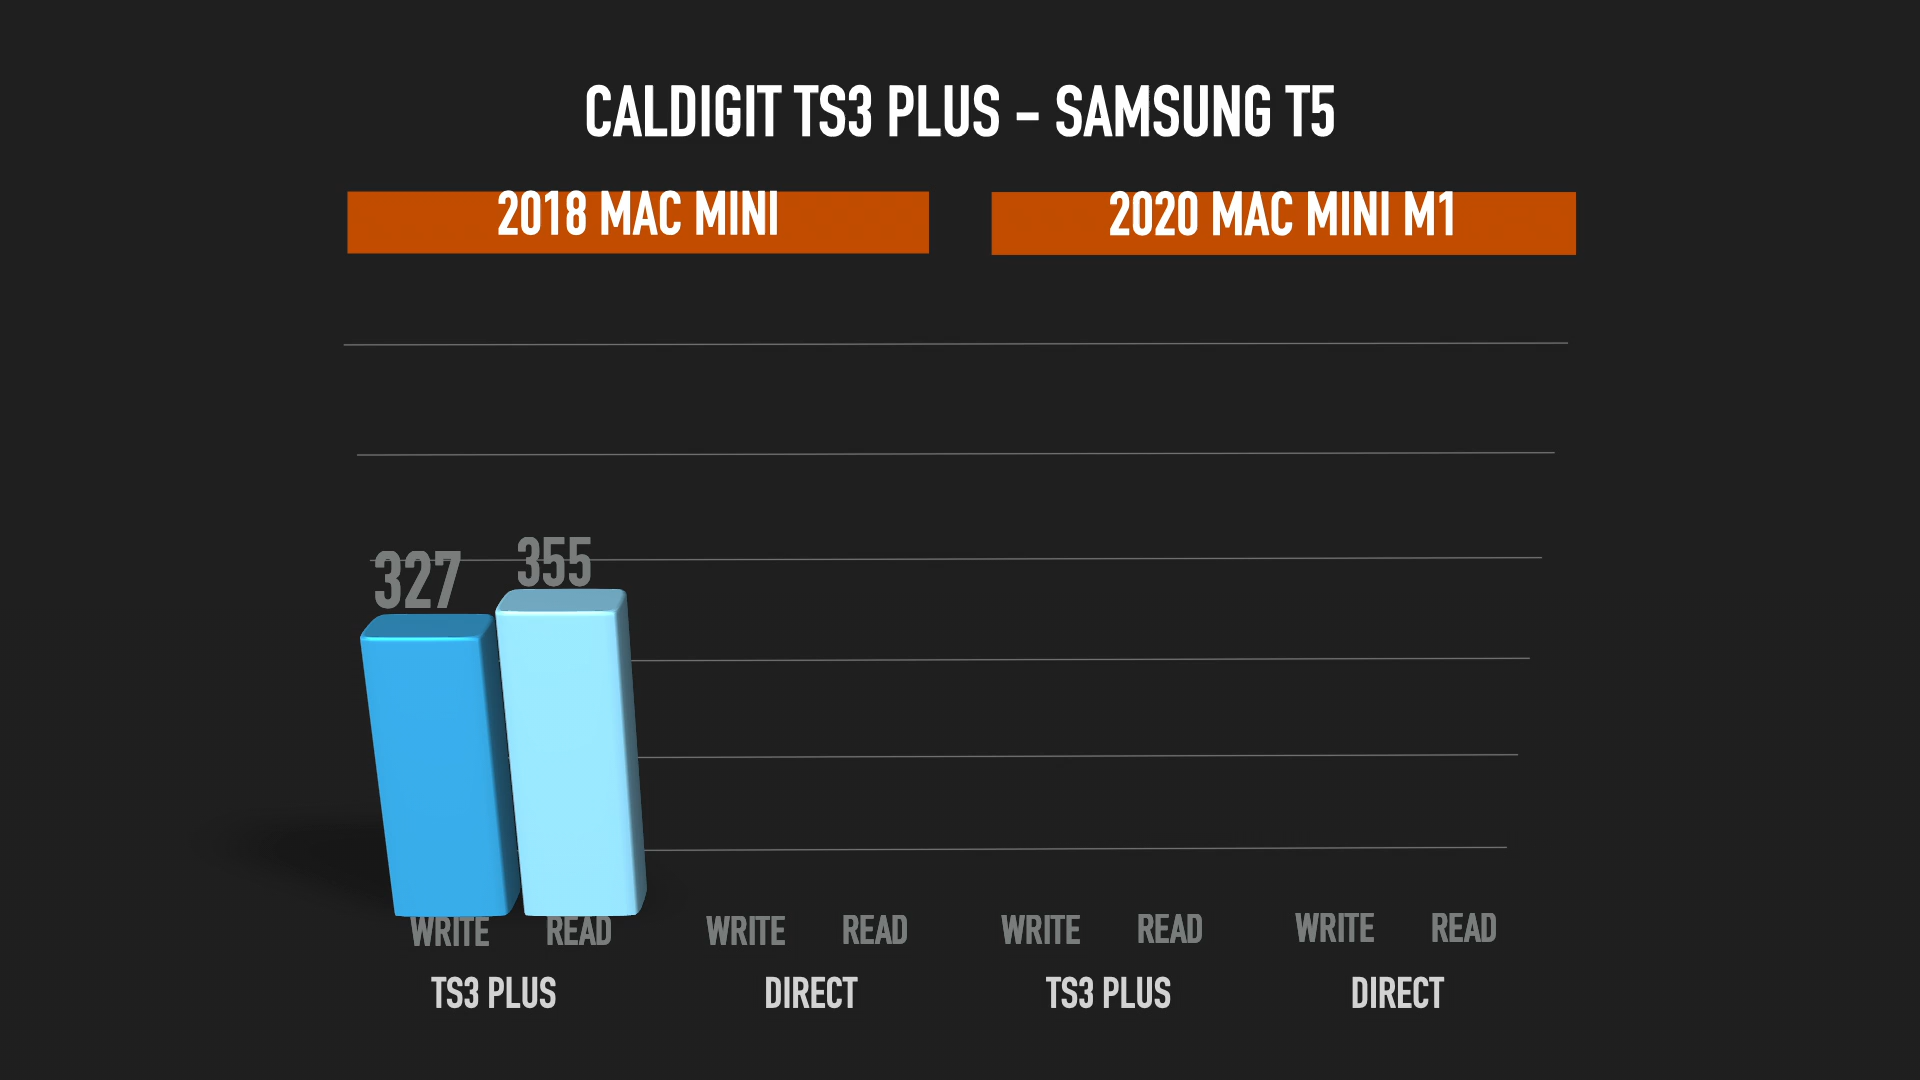 CALDIGIT TS3 PLUS – SAMSUNG T5
2018 MAC MINI
2020 MAC MINI M1
327
355
WRITE READ WRITE READ WRITE READ WRITE READ
TS3 PLUS DIRECT TS3 PLUS DIRECT